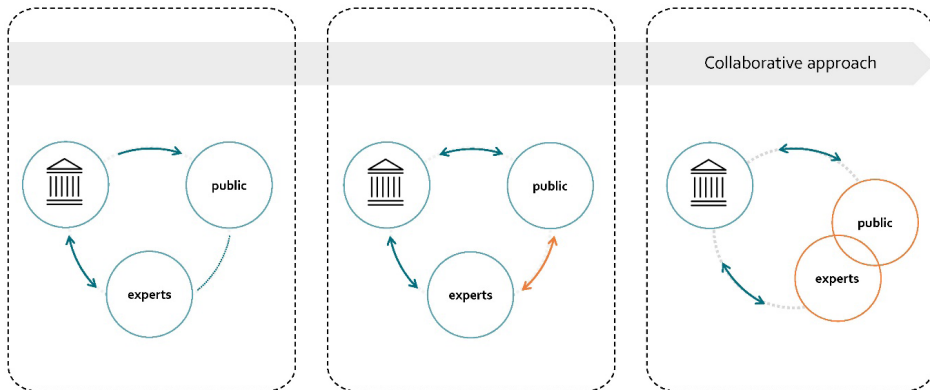 Collaborative approach
public
experts
public
experts
public
experts